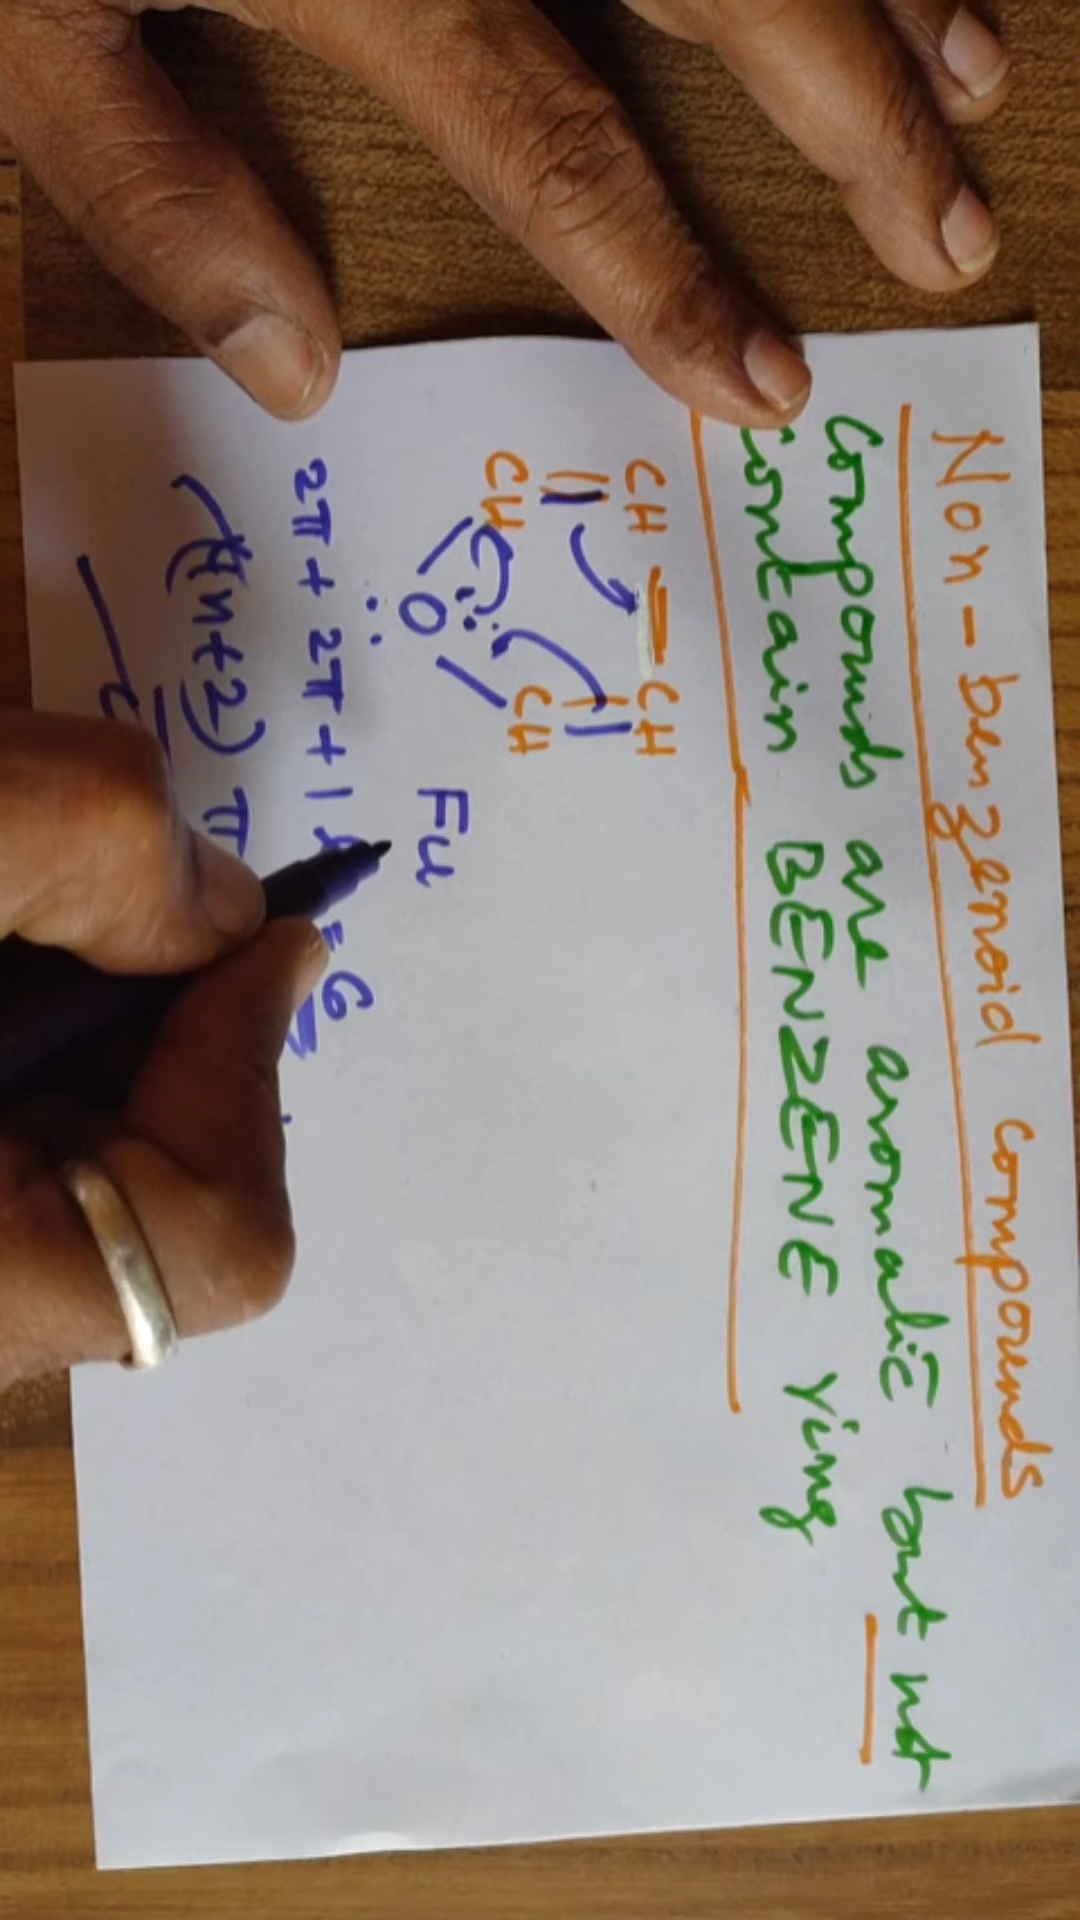 Non-benzenoid compounds
Compounds are aromatic but not
contain BENZENE ring
CH - CH
CH CH
O
Fu
2π + 2π + 1 = 6
(4n+2) π